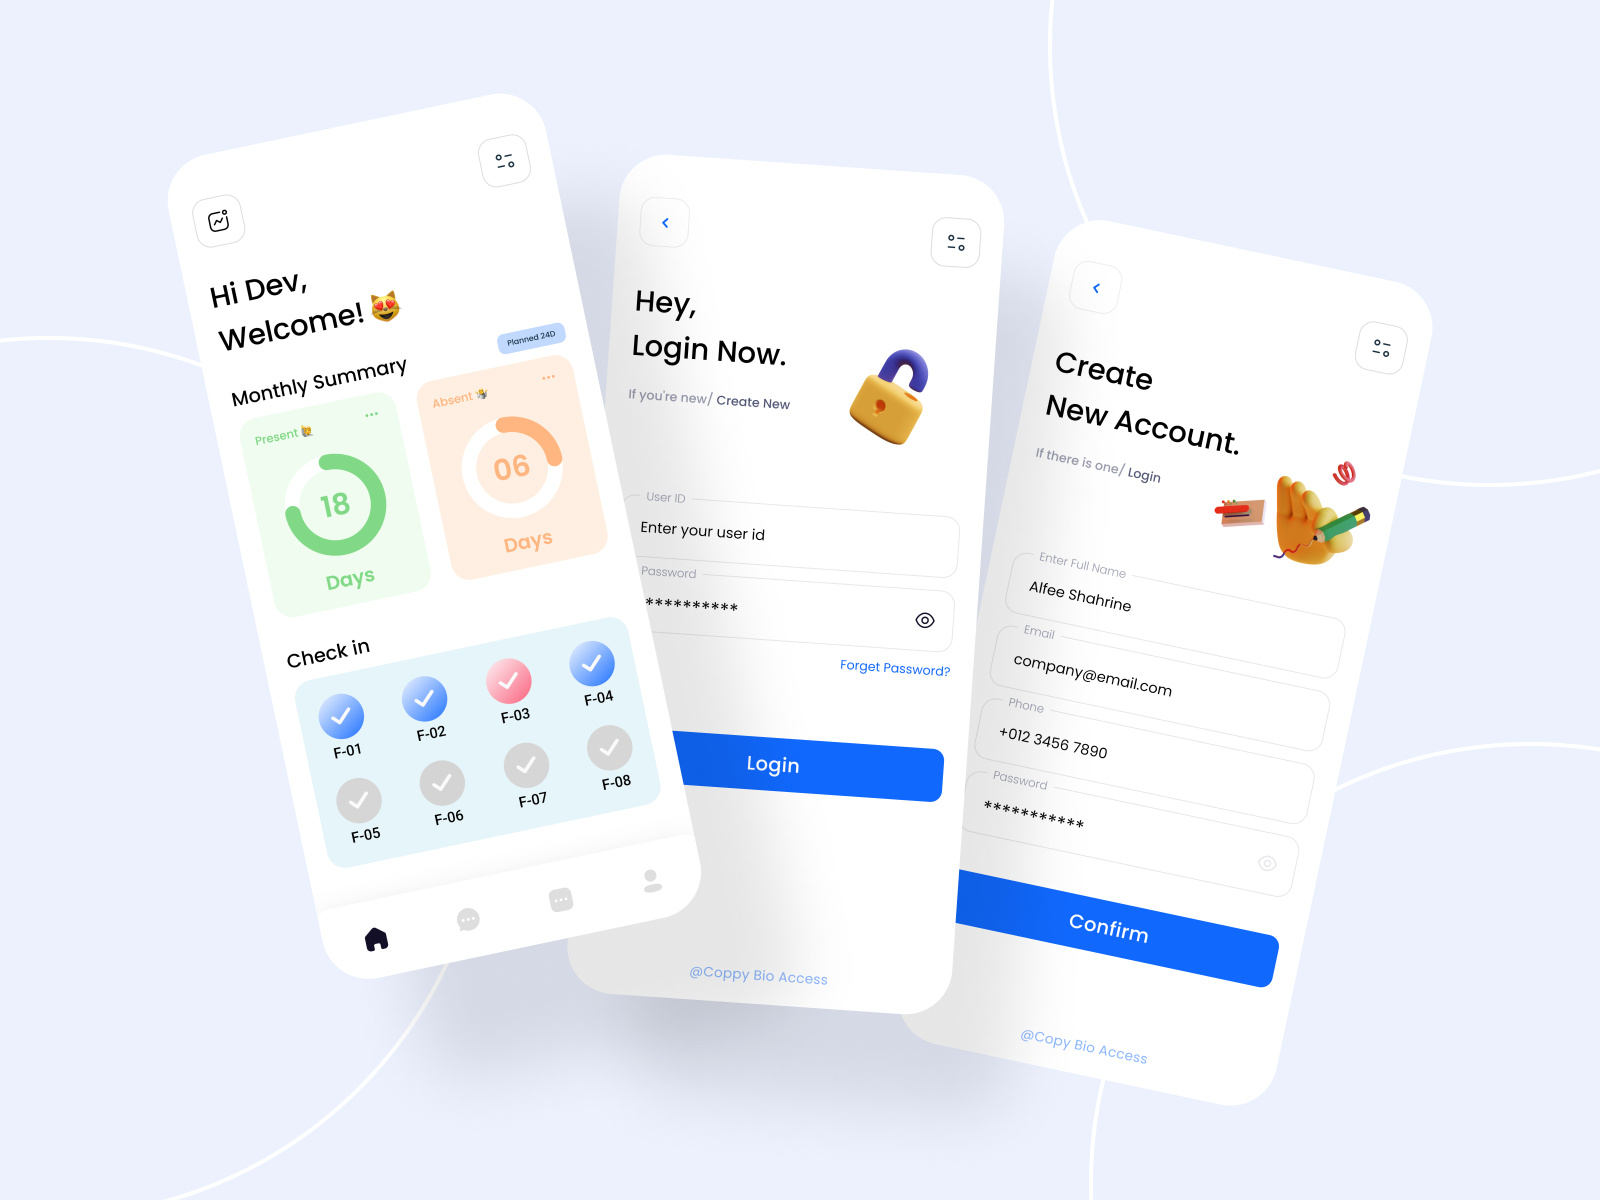 Hi Dev,
Welcome!
Planned 24D
Monthly Summary
Present
18
Days
Absent
06
Days
Check in
F-01
F-02
F-03
F-04
F-05
F-06
F-07
F-08
Hey,
Login Now.
If you're new/ Create New
User ID
Enter your user id
Password
**********
Forget Password?
Login
@Coppy Bio Access
Create
New Account.
If there is one/ Login
Enter Full Name
Alfee Shahrine
Email
company@email.com
Phone
+012 3456 7890
Password
***********
Confirm
@Copy Bio Access